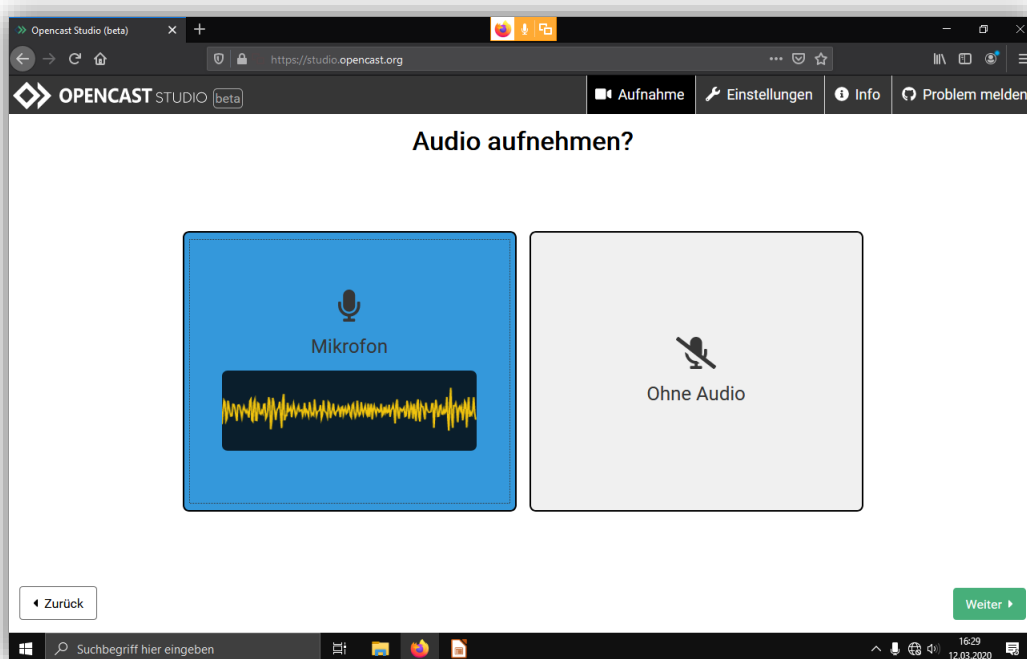 Opencast Studio (beta)
https://studio.opencast.org
OPENCAST STUDIO beta
Aufnahme
Einstellungen
Info
Problem melden
Audio aufnehmen?
Mikrofon
Ohne Audio
Zurück
Weiter
Suchbegriff hier eingeben
16:29
12.03.2020